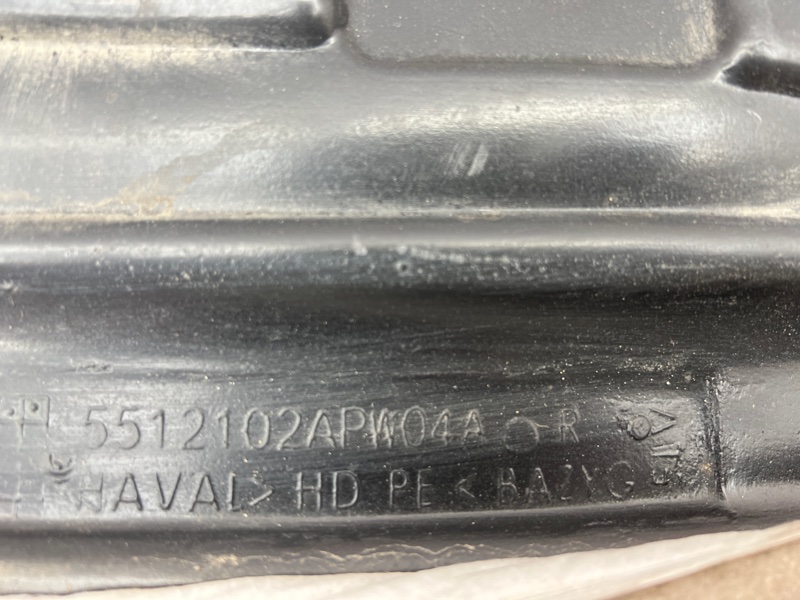 5512102APW04A R
HAVAL > HD PE < BAZYG